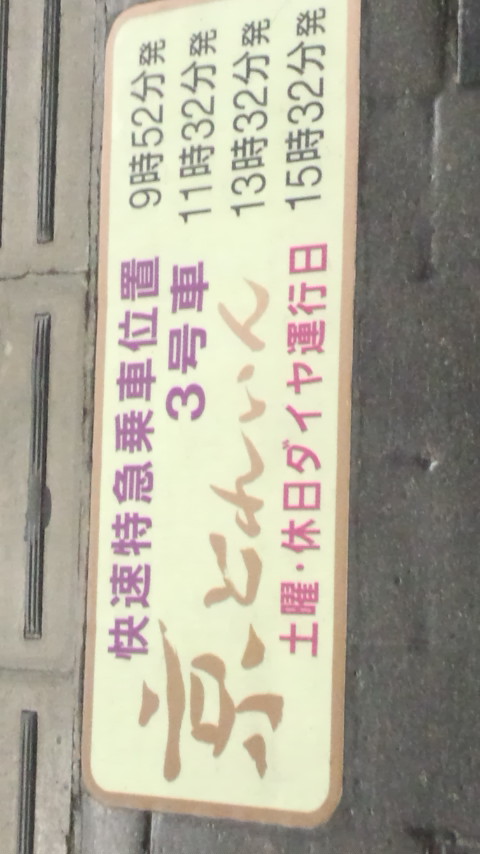 快速特急乗車位置
3号車
京とれいん
土曜・休日ダイヤ運行日
9時52分発
11時32分発
13時32分発
15時32分発